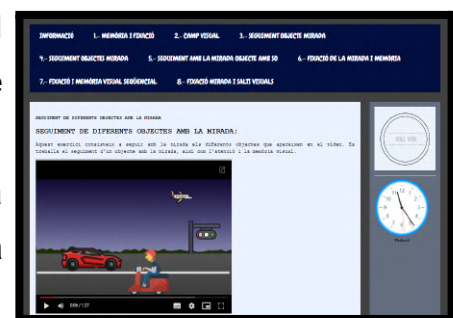 INFORMACIÓ 1.- MEMÒRIA I FIXACIÓ 2.- CAMP VISUAL 3.- SEGUIMENT OBJECTE MIRADA
4.- SEGUIMENT OBJECTES MIRADA 5.- SEGUIMENT AMB LA MIRADA OBJECTE AMB SO 6.- FIXACIÓ DE LA MIRADA I MEMÒRIA
7.- FIXACIÓ I MEMÒRIA VISUAL SEQÜENCIAL 8.- FIXACIÓ MIRADA I SALTS VISUALS
SEGUIMENT DE DIFERENTS OBJECTES AMB LA MIRADA
SEGUIMENT DE DIFERENTS OBJECTES AMB LA MIRADA:
Aquest exercici consisteix a seguir amb la mirada els diferents objectes que apareixen en el vídeo. Es
treballa el seguiment d'un objecte amb la mirada, així com l'atenció i la memòria visual.
l
e
a